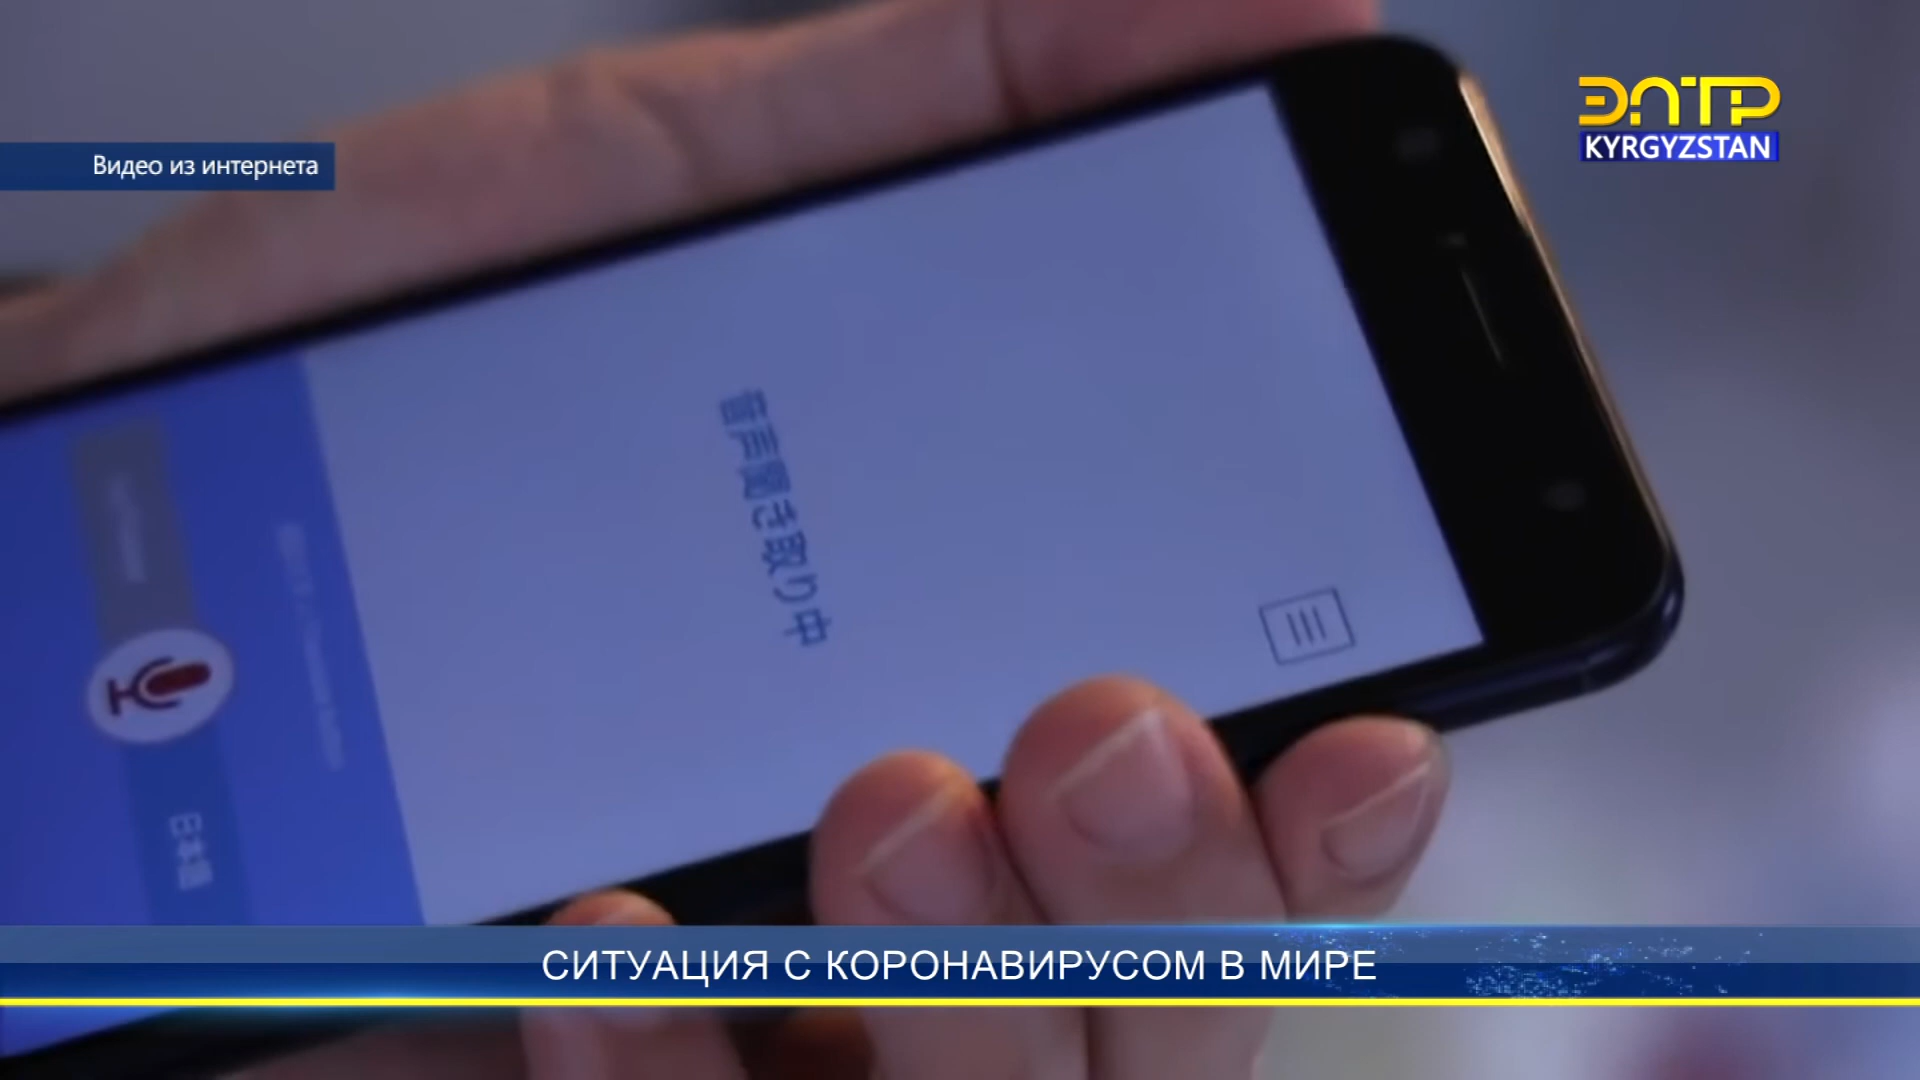 Видео из интернета
ЭЛТР
KYRGYZSTAN
音声聞き取り中
日本語
СИТУАЦИЯ С КОРОНАВИРУСОМ В МИРЕ